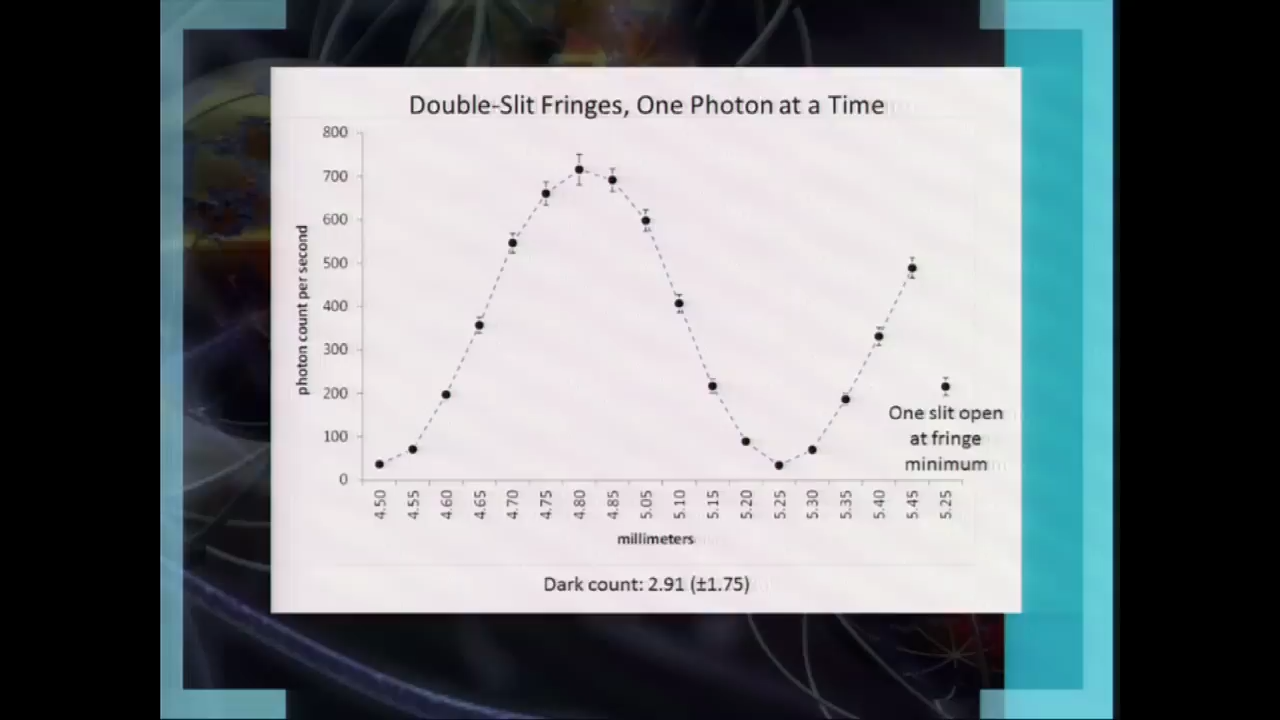 Double-Slit Fringes, One Photon at a Time
800
700
600
500
400
300
200
100
0
photon count per second
4.50 4.55 4.60 4.65 4.70 4.75 4.80 4.85 5.05 5.10 5.15 5.20 5.25 5.30 5.35 5.40 5.45 5.25
One slit open
at fringe
minimum
millimeters
Dark count: 2.91 (±1.75)